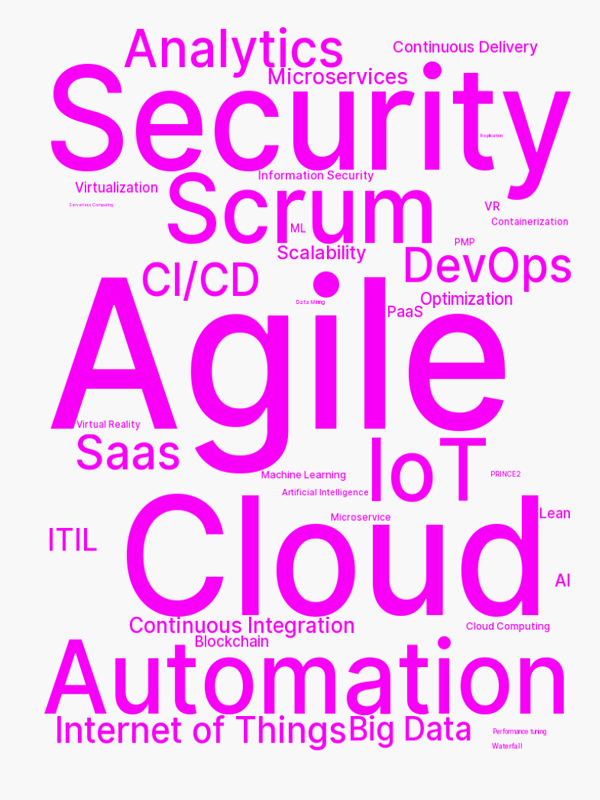 Analytics
Continuous Delivery
Microservices
Security
Replication
Information Security
Virtualization
Scrum
Serverless Computing
VR
Containerization
ML
PMP
Scalability
DevOps
CI/CD
Optimization
Data Mining
PaaS
Agile
Virtual Reality
Saas
IoT
Machine Learning
PRINCE2
Artificial Intelligence
Microservice
Lean
Cloud
ITIL
AI
Continuous Integration
Cloud Computing
Blockchain
Automation
Internet of Things
Big Data
Performance tuning
Waterfall